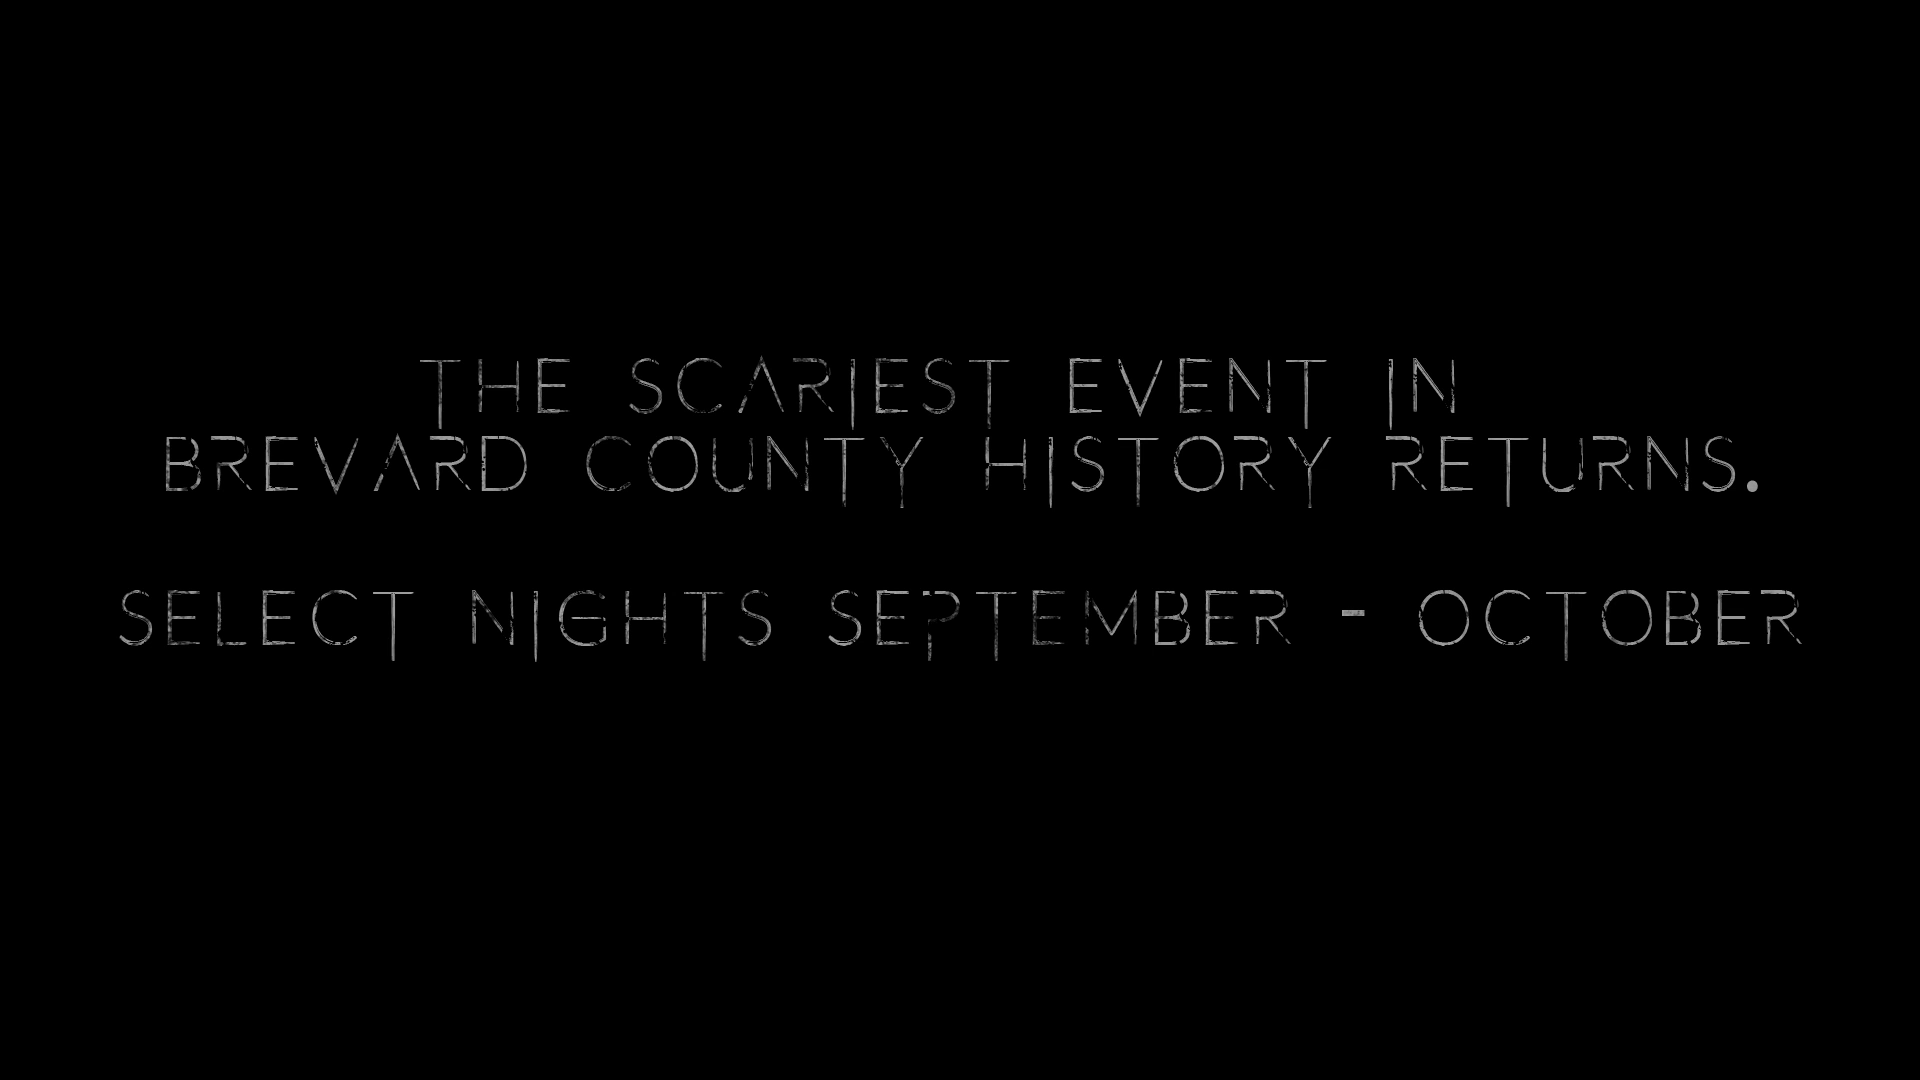 THE SCARIEST EVENT IN
BREVARD COUNTY HISTORY RETURNS.
SELECT NIGHTS SEPTEMBER - OCTOBER